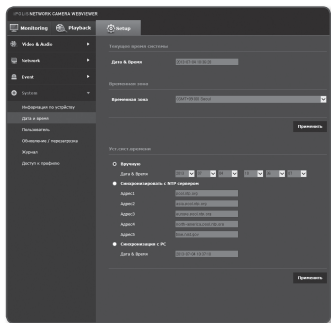 iPOLiS NETWORK CAMERA WEBVIEWER
Monitoring Playback Setup
Video & Audio
Network
Event
System
Информация по устройству
Дата и время
Пользователь
Обновление / перезагрузка
Журнал
Доступ к профилю
Текущее время системы
Дата & Время
Временная зона
Временная зона
Применить
Уст.сист.времени
Вручную
Дата & Время
Синхронизировать с NTP сервером
Адрес1
Адрес2
Адрес3
Адрес4
Адрес5
Синхронизация с PC
Дата & Время
Применить